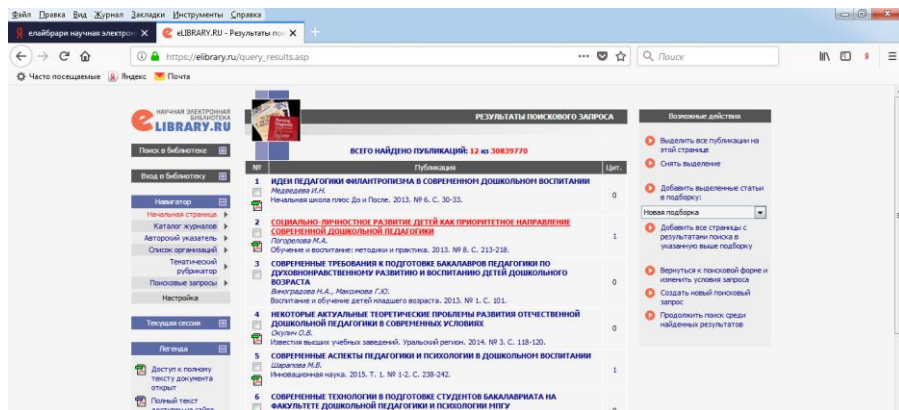 Файл Правка Вид Журнал Закладки Инструменты Справка
елайбрари научная электрон
eLIBRARY.RU - Результаты по
https://elibrary.ru/query_results.asp
Поиск
Часто посещаемые Яндекс Почта
НАУЧНАЯ ЭЛЕКТРОННАЯ
БИБЛИОТЕКА
LIBRARY.RU
Поиск в библиотеке
Вход в библиотеку
Навигатор
Начальная страница
Каталог журналов
Авторский указатель
Список организаций
Тематический
рубрикатор
Поисковые запросы
Настройка
Текущая сессия
Легенда
Доступ к полному
тексту документа
открыт
Полный текст
доступен на сайте
РЕЗУЛЬТАТЫ ПОИСКОВОГО ЗАПРОСА
ВСЕГО НАЙДЕНО ПУБЛИКАЦИЙ: 12 из 30839770
№ Публикация Цит.
1 ИДЕИ ПЕДАГОГИКИ ФИЛАНТРОПИЗМА В СОВРЕМЕННОМ ДОШКОЛЬНОМ ВОСПИТАНИИ
Медведева И.Н.
Начальная школа плюс До и После. 2013. № 6. С. 30-33.
0
2 СОЦИАЛЬНО-ЛИЧНОСТНОЕ РАЗВИТИЕ ДЕТЕЙ КАК ПРИОРИТЕТНОЕ НАПРАВЛЕНИЕ
СОВРЕМЕННОЙ ДОШКОЛЬНОЙ ПЕДАГОГИКИ
Погорелова М.А.
Обучение и воспитание: методики и практика. 2013. № 8. С. 213-218.
1
3 СОВРЕМЕННЫЕ ТРЕБОВАНИЯ К ПОДГОТОВКЕ БАКАЛАВРОВ ПЕДАГОГИКИ ПО
ДУХОВНОНРАВСТВЕННОМУ РАЗВИТИЮ И ВОСПИТАНИЮ ДЕТЕЙ ДОШКОЛЬНОГО
ВОЗРАСТА
Виноградова Н.А., Максимова Г.Ю.
Воспитание и обучение детей младшего возраста. 2013. № 1. С. 101.
0
4 НЕКОТОРЫЕ АКТУАЛЬНЫЕ ТЕОРЕТИЧЕСКИЕ ПРОБЛЕМЫ РАЗВИТИЯ ОТЕЧЕСТВЕННОЙ
ДОШКОЛЬНОЙ ПЕДАГОГИКИ В СОВРЕМЕННЫХ УСЛОВИЯХ
Окулич О.В.
Известия высших учебных заведений. Уральский регион. 2014. № 3. С. 118-120.
0
5 СОВРЕМЕННЫЕ АСПЕКТЫ ПЕДАГОГИКИ И ПСИХОЛОГИИ В ДОШКОЛЬНОМ ВОСПИТАНИИ
Шарапова М.В.
Инновационная наука. 2015. Т. 1. № 1-2. С. 238-242.
1
6 СОВРЕМЕННЫЕ ТЕХНОЛОГИИ В ПОДГОТОВКЕ СТУДЕНТОВ БАКАЛАВРИАТА НА
ФАКУЛЬТЕТЕ ДОШКОЛЬНОЙ ПЕДАГОГИКИ И ПСИХОЛОГИИ МПГУ
Возможные действия
Выделить все публикации на
этой странице
Снять выделение
Добавить выделенные статьи
в подборку:
Новая подборка
Добавить все страницы с
результатами поиска в
указанную выше подборку
Вернуться к поисковой форме и
изменить условия запроса
Создать новый поисковый
запрос
Продолжить поиск среди
найденных результатов